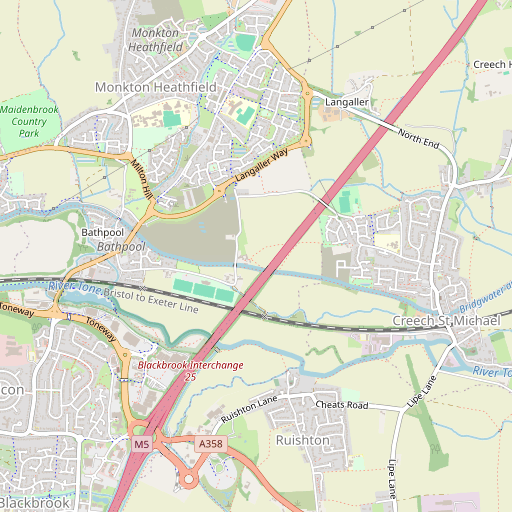 Monkton
Heathfield
Creech H
Monkton Heathfield
Langaller
Maidenbrook
Country
Park
North End
Langaller Way
Milton Hill
Bathpool
Bathpool
River Tone
Bristol to Exeter Line
Bridgwater a
Toneway
Toneway
Creech St Michael
Blackbrook Interchange
25
River To
Lipe Lane
con
Ruishton Lane
Cheats Road
M5
A358
Ruishton
Lipe Lane
Blackbrook